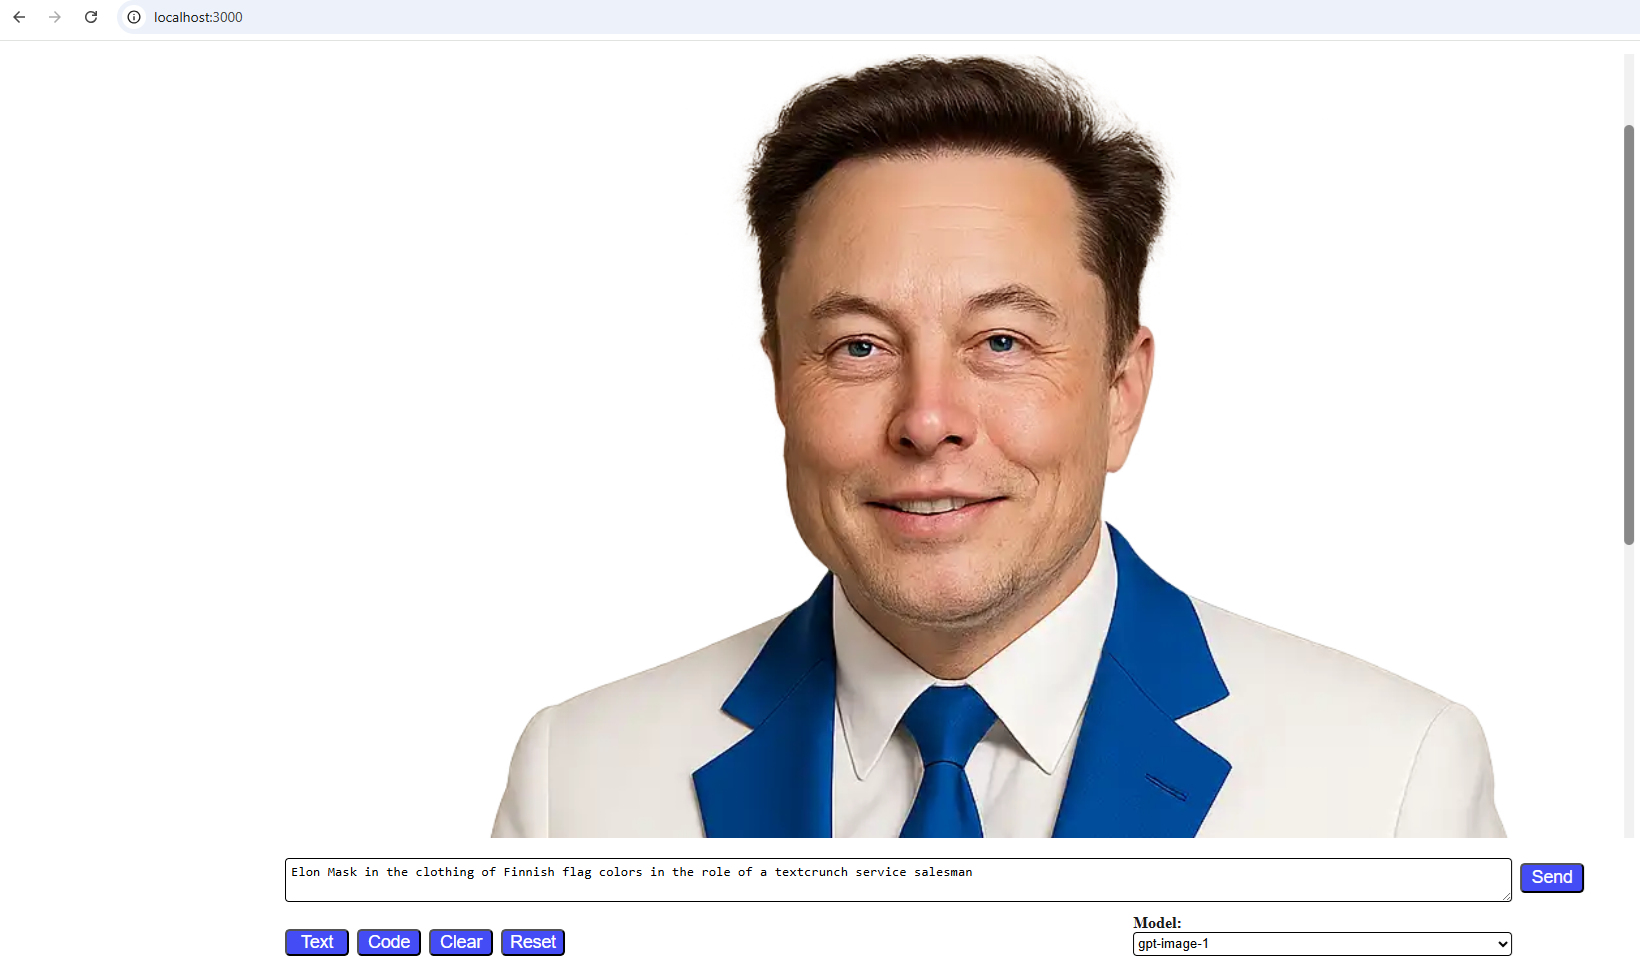 localhost:3000
Elon Mask in the clothing of Finnish flag colors in the role of a textcrunch service salesman
Send
Model:
Text Code Clear Reset
gpt-image-1